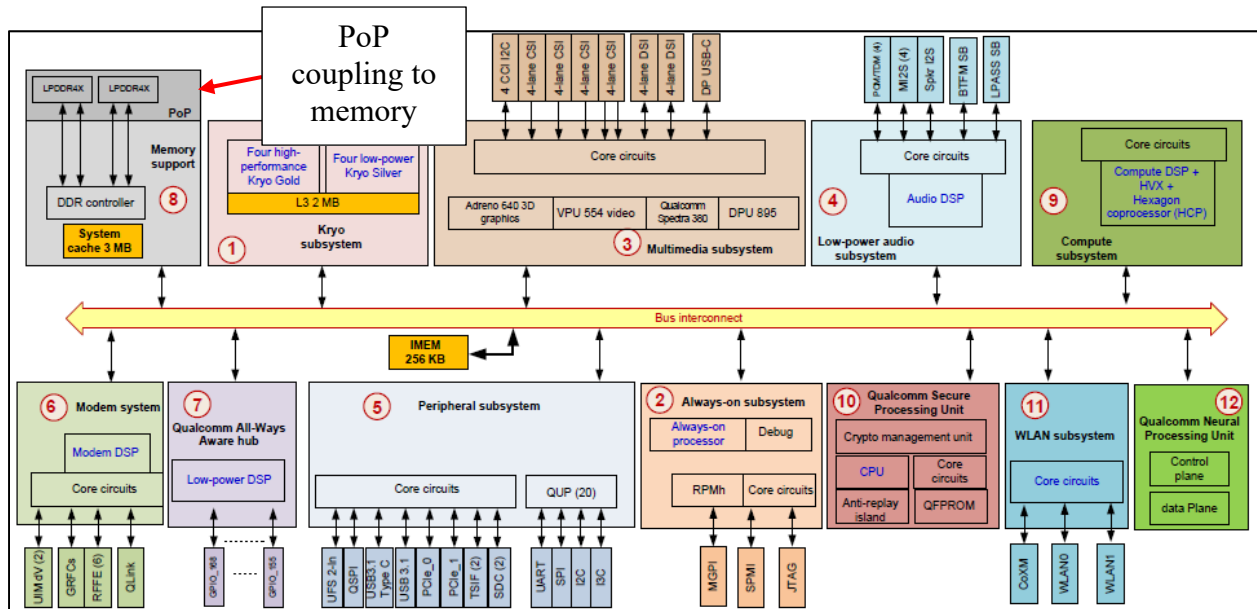 PoP
coupling to
memory
LPDDR4X
LPDDR4X
PoP
Memory
support
8
DDR controller
System
cache 3 MB
Four high-
performance
Kryo Gold
Four low-power
Kryo Silver
L3 2 MB
1
Kryo
subsystem
4 CCI I2C
4-lane CSI
4-lane CSI
4-lane CSI
4-lane CSI
4-lane DSI
4-lane DSI
DP USB-C
Core circuits
Adreno 640 3D
graphics
VPU 554 video
Qualcomm
Spectra 380
DPU 895
3
Multimedia subsystem
PCM/TDM (4)
MI2S (4)
Spkr I2S
BTFM SB
LPASS SB
Core circuits
Audio DSP
4
Low-power audio
subsystem
Core circuits
Compute DSP +
HVX +
Hexagon
coprocessor (HCP)
9
Compute
subsystem
Bus interconnect
IMEM
256 KB
6
Modem system
Modem DSP
Core circuits
UIM dV (2)
GRFCs
RFFE (6)
QLink
7
Qualcomm All-Ways
Aware hub
Low-power DSP
GPIO_168
GPIO_155
5
Peripheral subsystem
Core circuits
QUP (20)
UFS 2-ln
QSPI
USB3.1
Type C
USB 3.1
PCIe_0
PCIe_1
TSIF (2)
SDC (2)
UART
SPI
I2C
I3C
2
Always-on subsystem
Always-on
processor
Debug
RPMh
Core circuits
MGPI
SPMI
JTAG
10
Qualcomm Secure
Processing Unit
Crypto management unit
CPU
Core
circuits
Anti-replay
island
QFPROM
11
WLAN subsystem
Core circuits
CoXM
WLAN0
WLAN1
12
Qualcomm Neural
Processing Unit
Control
plane
data Plane